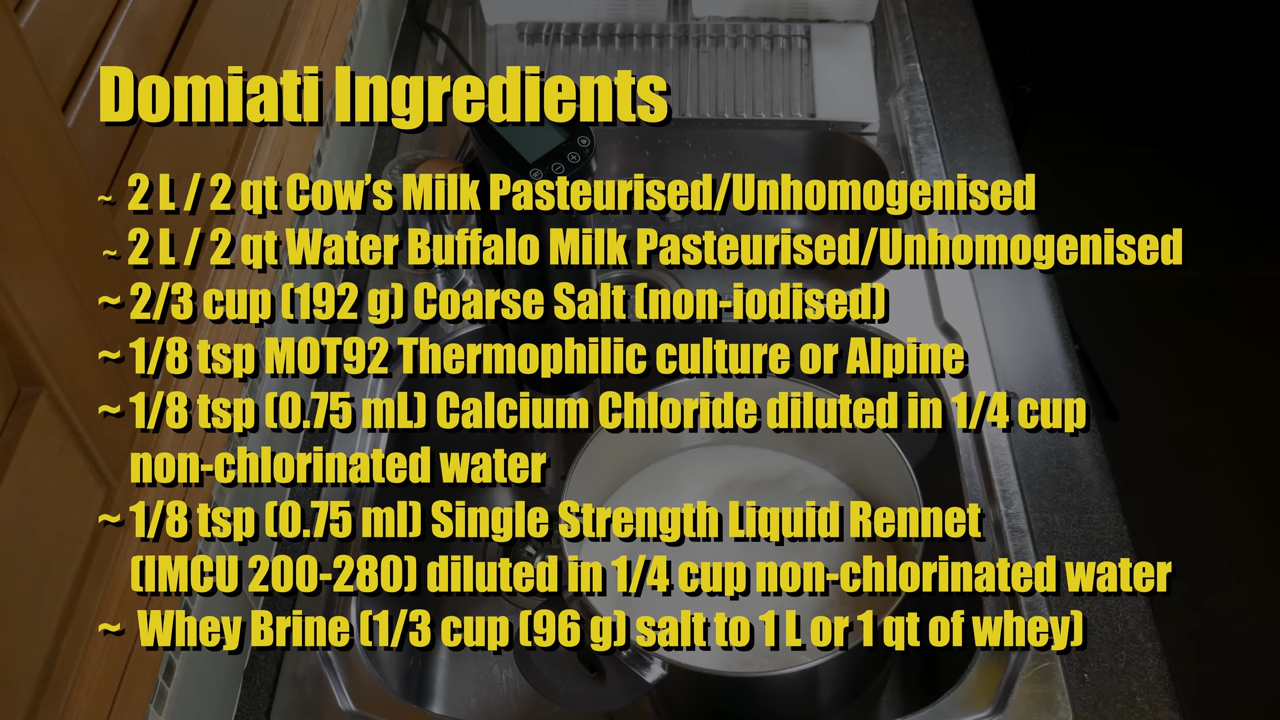 Domiati Ingredients
~ 2 L / 2 qt Cow's Milk Pasteurised/Unhomogenised
~ 2 L / 2 qt Water Buffalo Milk Pasteurised/Unhomogenised
~ 2/3 cup (192 g) Coarse Salt (non-iodised)
~ 1/8 tsp MOT92 Thermophilic culture or Alpine
~ 1/8 tsp (0.75 mL) Calcium Chloride diluted in 1/4 cup
non-chlorinated water
~ 1/8 tsp (0.75 ml) Single Strength Liquid Rennet
(IMCU 200-280) diluted in 1/4 cup non-chlorinated water
~ Whey Brine (1/3 cup (96 g) salt to 1 L or 1 qt of whey)